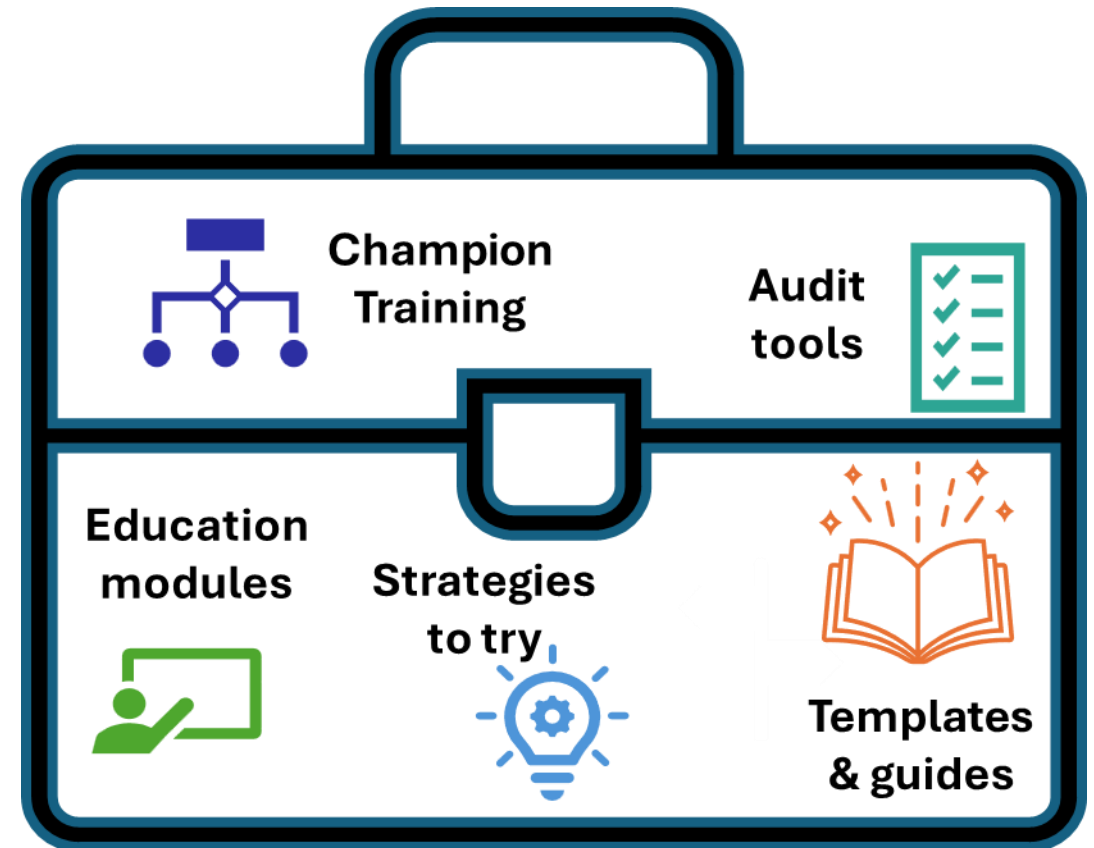 Champion
Training
Audit
tools
Education
modules
Strategies
to try
Templates
& guides